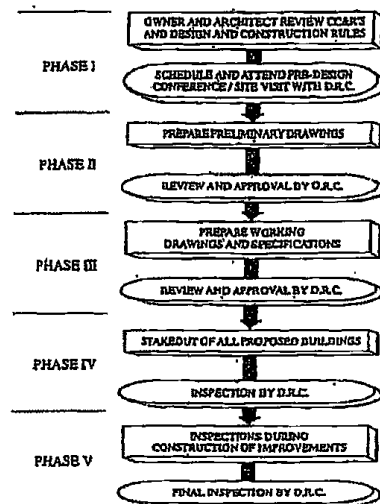 OWNER AND ARCHITECT REVIEW CC&R'S
AND DESIGN AND CONSTRUCTION RULES
PHASE I
SCHEDULE AND ATTEND PRE-DESIGN
CONFERENCE / SITE VISIT WITH D.R.C.
PREPARE PRELIMINARY DRAWINGS
PHASE II
REVIEW AND APPROVAL BY D.R.C.
PREPARE WORKING
DRAWINGS AND SPECIFICATIONS
PHASE III
REVIEW AND APPROVAL BY D.R.C.
STAKEOUT OF ALL PROPOSED BUILDINGS
PHASE IV
INSPECTION BY D.R.C.
INSPECTIONS DURING
CONSTRUCTION OF IMPROVEMENTS
PHASE V
FINAL INSPECTION BY D.R.C.